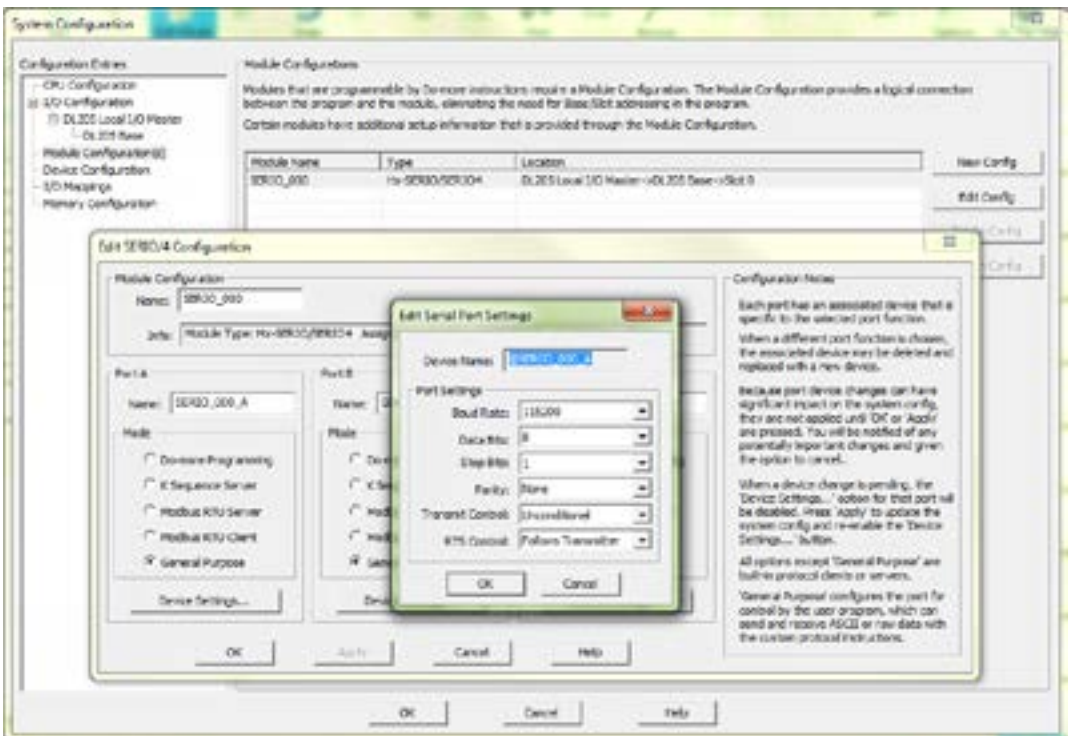 System Configuration
Configuration Entries
CPU Configuration
I/O Configuration
DL205 Local I/O Master
DL205 Base
Module Configuration(s)
Device Configuration
I/O Mappings
Memory Configuration
Module Configurations
Modules that are programmable by Do-more instructions require a Module Configuration. The Module Configuration provides a logical connection
between the program and the module, eliminating the need for Base/Slot addressing in the program.
Certain modules have additional setup information that is provided through the Module Configuration.
Module Name Type Location
SERIO_000 Hx-SERIO/SERIO4 DL205 Local I/O Master->DL205 Base->Slot 0
New Config
Edit Config
Config
Config
Edit SERIO/4 Configuration
Module Configuration
Name: SERIO_000
Info: Module Type: Hx-SERIO/SERIO4
Port A
Name: SERIO_000_A
Mode
Do-more Programming
K Sequence Server
Modbus RTU Server
Modbus RTU Client
General Purpose
Device Settings...
Port B
Name:
Mode
OK
Apply
Cancel
Help
Edit Serial Port Settings
Device Name: SERIO_000_A
Port Settings
Baud Rate: 115200
Data Bits: 8
Stop Bits: 1
Parity: None
Transmit Control: Unconditional
RTS Control: Follows Transmitter
OK
Cancel
Configuration Notes
Each port has an associated device that is
specific to the selected port function.
When a different port function is chosen,
the associated device may be deleted and
replaced with a new device.
Because port device changes can have
significant impact on the system config,
they are not applied until 'OK' or 'Apply'
are pressed. You will be notified of any
potentially important changes and given
the option to cancel.
When a device change is pending, the
'Device Settings...' button for that port will
be disabled. Press 'Apply' to update the
system config and re-enable the 'Device
Settings...' button.
All options except 'General Purpose' are
built-in protocol clients or servers.
'General Purpose' configures the port for
control by the user program, which can
send and receive ASCII or raw data with
the custom protocol instructions.
OK
Cancel
Help